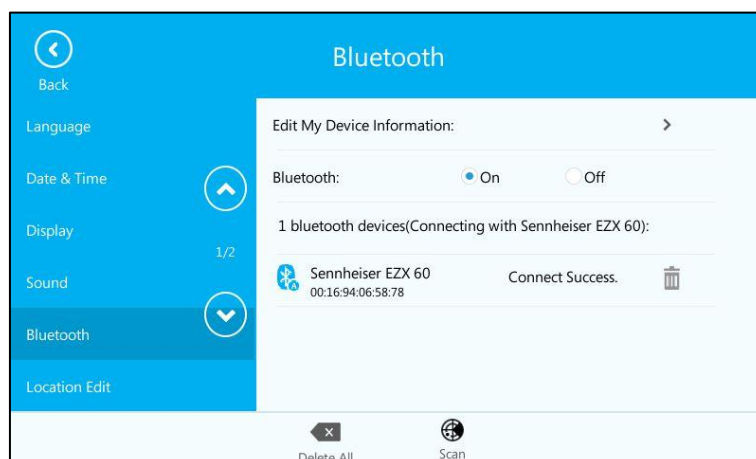 Back
Bluetooth
Language
Date & Time
Display
1/2
Sound
Bluetooth
Location Edit
Edit My Device Information:
Bluetooth: On Off
1 bluetooth devices(Connecting with Sennheiser EZX 60):
Sennheiser EZX 60 Connect Success.
00:16:94:06:58:78
Delete All Scan